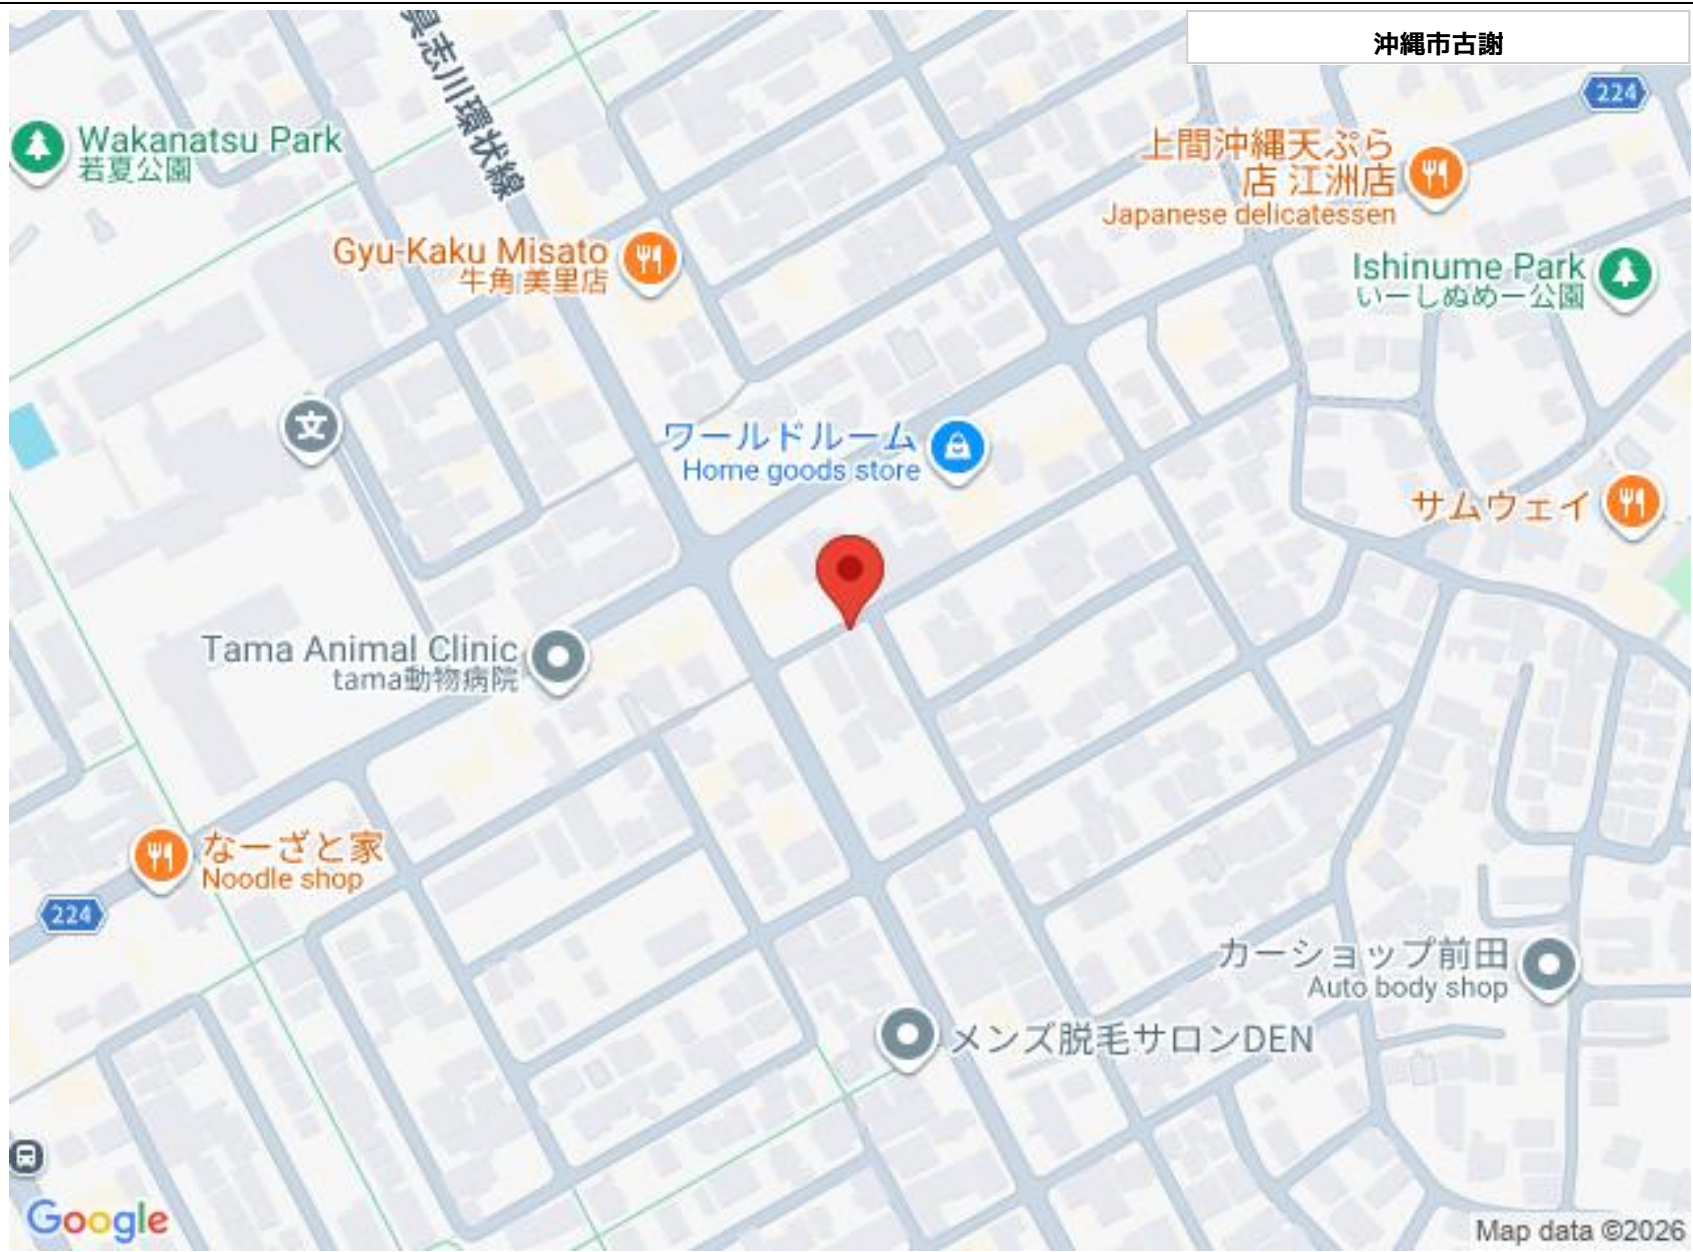 沖縄市古謝
具志川環状線
224
Wakanatsu Park
若夏公園
上間沖縄天ぷら
店 江洲店
Japanese delicatessen
Gyu-Kaku Misato
牛角 美里店
Ishinume Park
いーしぬめー公園
文
ワールドルーム
Home goods store
サムウェイ
Tama Animal Clinic
tama動物病院
なーざと家
Noodle shop
224
カーショップ前田
Auto body shop
メンズ脱毛サロンDEN
Google
Map data ©2026